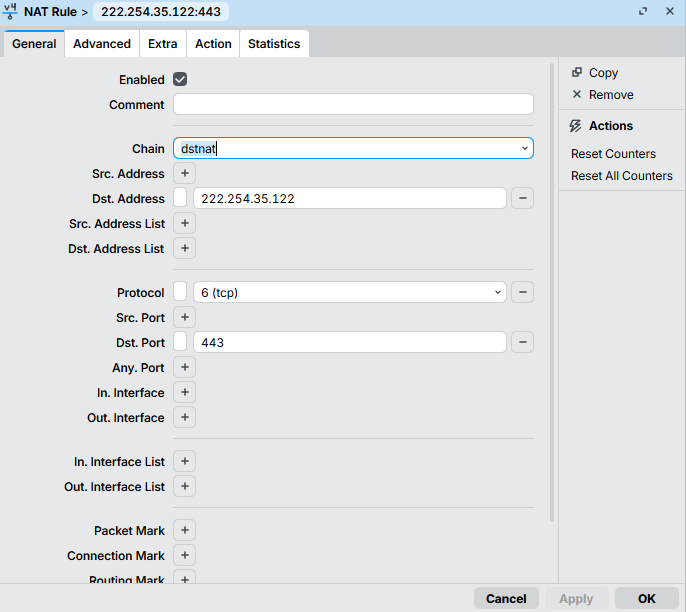 v4 NAT Rule > 222.254.35.122:443
General Advanced Extra Action Statistics
Enabled
Comment
Chain dstnat
Src. Address +
Dst. Address 222.254.35.122 −
Src. Address List +
Dst. Address List +
Protocol 6 (tcp) −
Src. Port +
Dst. Port 443 −
Any. Port +
In. Interface +
Out. Interface +
In. Interface List +
Out. Interface List +
Packet Mark +
Connection Mark +
Routing Mark +
Copy
Remove
Actions
Reset Counters
Reset All Counters
Cancel Apply OK